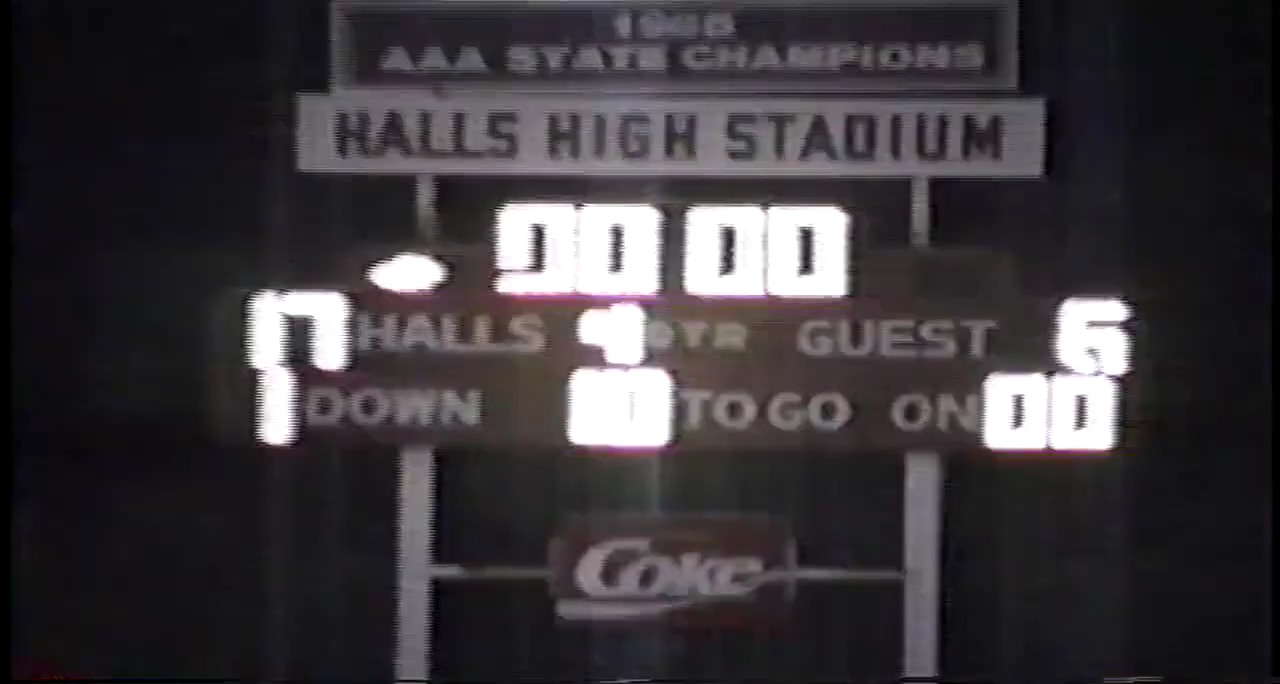 AAA STATE CHAMPIONS
HALLS HIGH STADIUM
00 00
17 HALLS 4 QTR GUEST 6
1 DOWN 10 TO GO ON 00
Coke